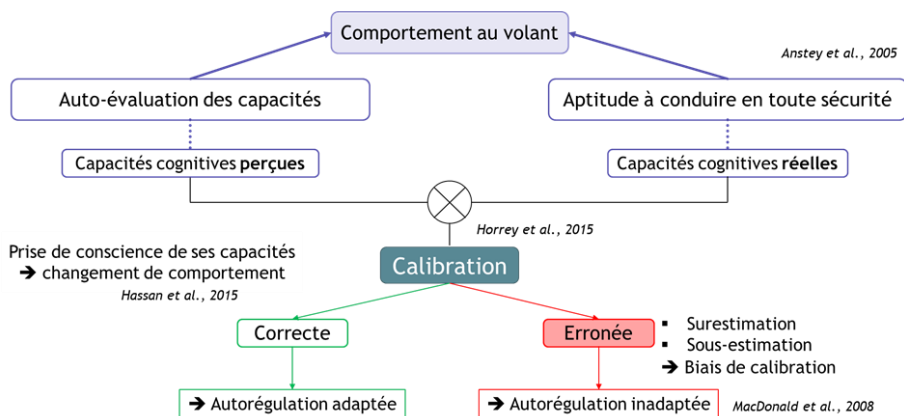 Comportement au volant
Anstey et al., 2005
Auto-évaluation des capacités
Aptitude à conduire en toute sécurité
Capacités cognitives perçues
Capacités cognitives réelles
Horrey et al., 2015
Prise de conscience de ses capacités
➔ changement de comportement
Hassan et al., 2015
Calibration
Correcte
Erronée
▪ Surestimation
▪ Sous-estimation
➔ Biais de calibration
➔ Autorégulation adaptée
➔ Autorégulation inadaptée
MacDonald et al., 2008